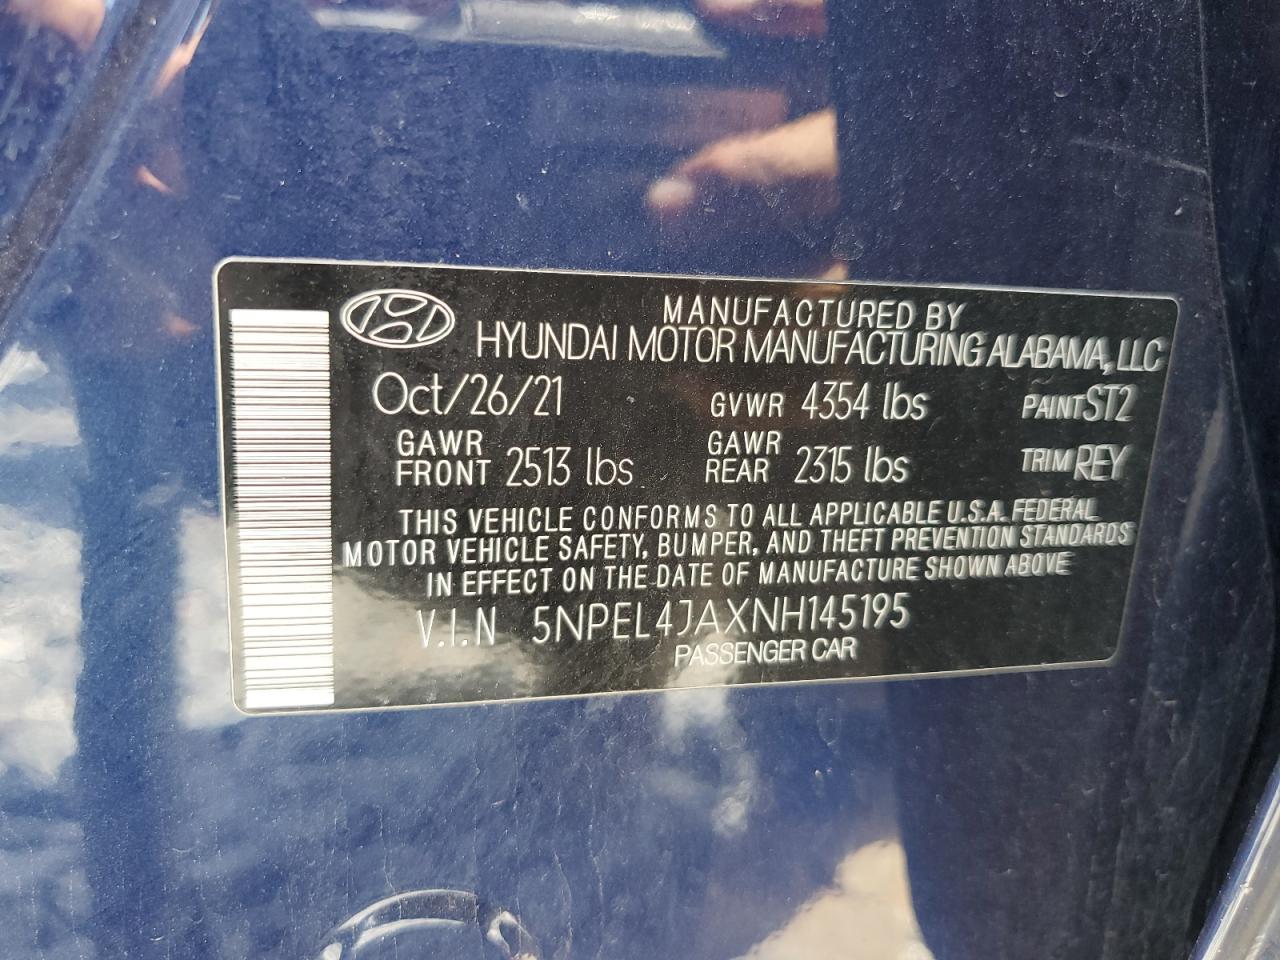 MANUFACTURED BY
HYUNDAI MOTOR MANUFACTURING ALABAMA, LLC
Oct/26/21 GVWR 4354 lbs PAINT ST2
GAWR FRONT 2513 lbs GAWR REAR 2315 lbs TRIM REY
THIS VEHICLE CONFORMS TO ALL APPLICABLE U.S.A. FEDERAL
MOTOR VEHICLE SAFETY, BUMPER, AND THEFT PREVENTION STANDARDS
IN EFFECT ON THE DATE OF MANUFACTURE SHOWN ABOVE
V.I.N 5NPEL4JAXNH145195
PASSENGER CAR